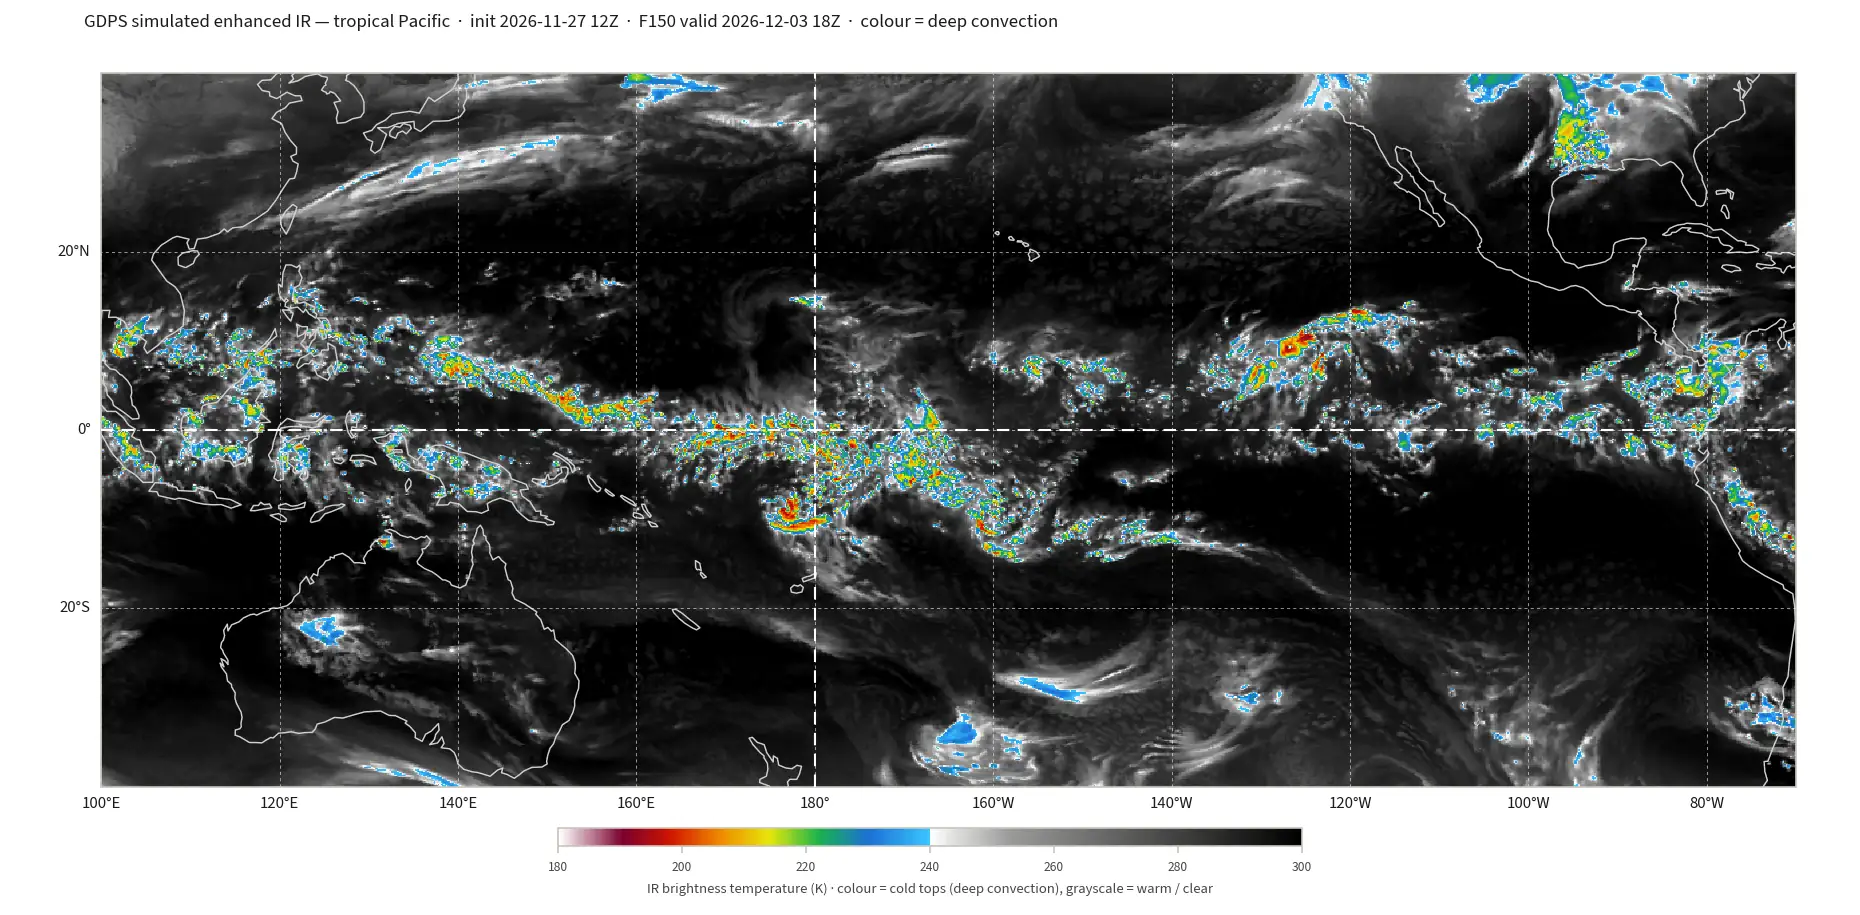 GDPS simulated enhanced IR — tropical Pacific · init 2026-11-27 12Z · F150 valid 2026-12-03 18Z · colour = deep convection
20°N
0°
20°S
100°E 120°E 140°E 160°E 180° 160°W 140°W 120°W 100°W 80°W
180 200 220 240 260 280 300
IR brightness temperature (K) · colour = cold tops (deep convection), grayscale = warm / clear